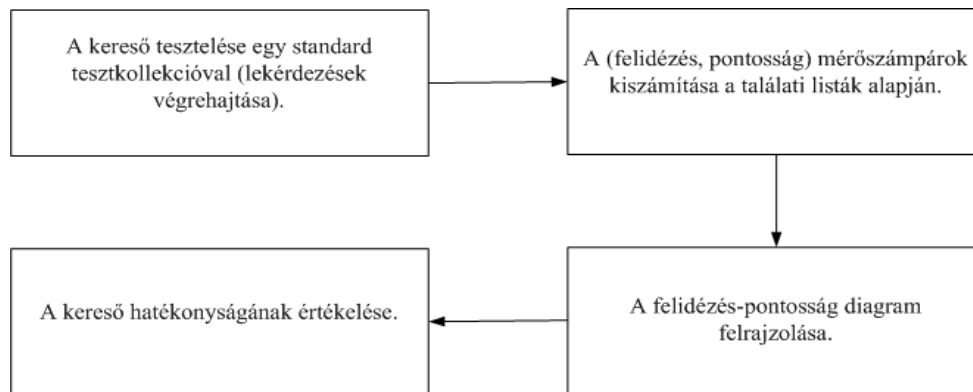 A kereső tesztelése egy standard
tesztkollekcióval (lekérdezések
végrehajtása).
A (felidézés, pontosság) mérőszámpárok
kiszámítása a találati listák alapján.
A felidézés-pontosság diagram
felrajzolása.
A kereső hatékonyságának értékelése.